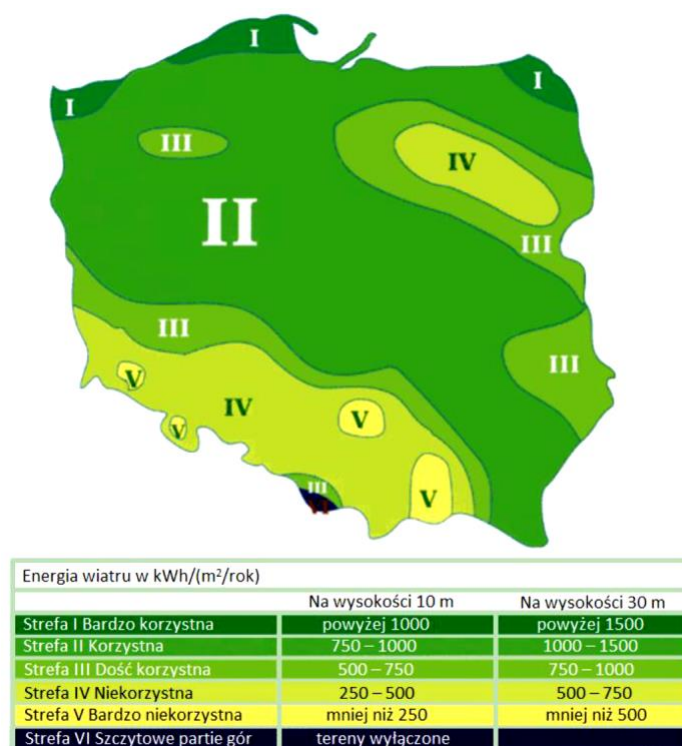 I
I
I
III
IV
II
III
III
III
V
IV
V
V
III
VI
V
Energia wiatru w kWh/(m²/rok)
Na wysokości 10 m Na wysokości 30 m
Strefa I Bardzo korzystna powyżej 1000 powyżej 1500
Strefa II Korzystna 750 – 1000 1000 – 1500
Strefa III Dość korzystna 500 – 750 750 – 1000
Strefa IV Niekorzystna 250 – 500 500 – 750
Strefa V Bardzo niekorzystna mniej niż 250 mniej niż 500
Strefa VI Szczytowe partie gór tereny wyłączone